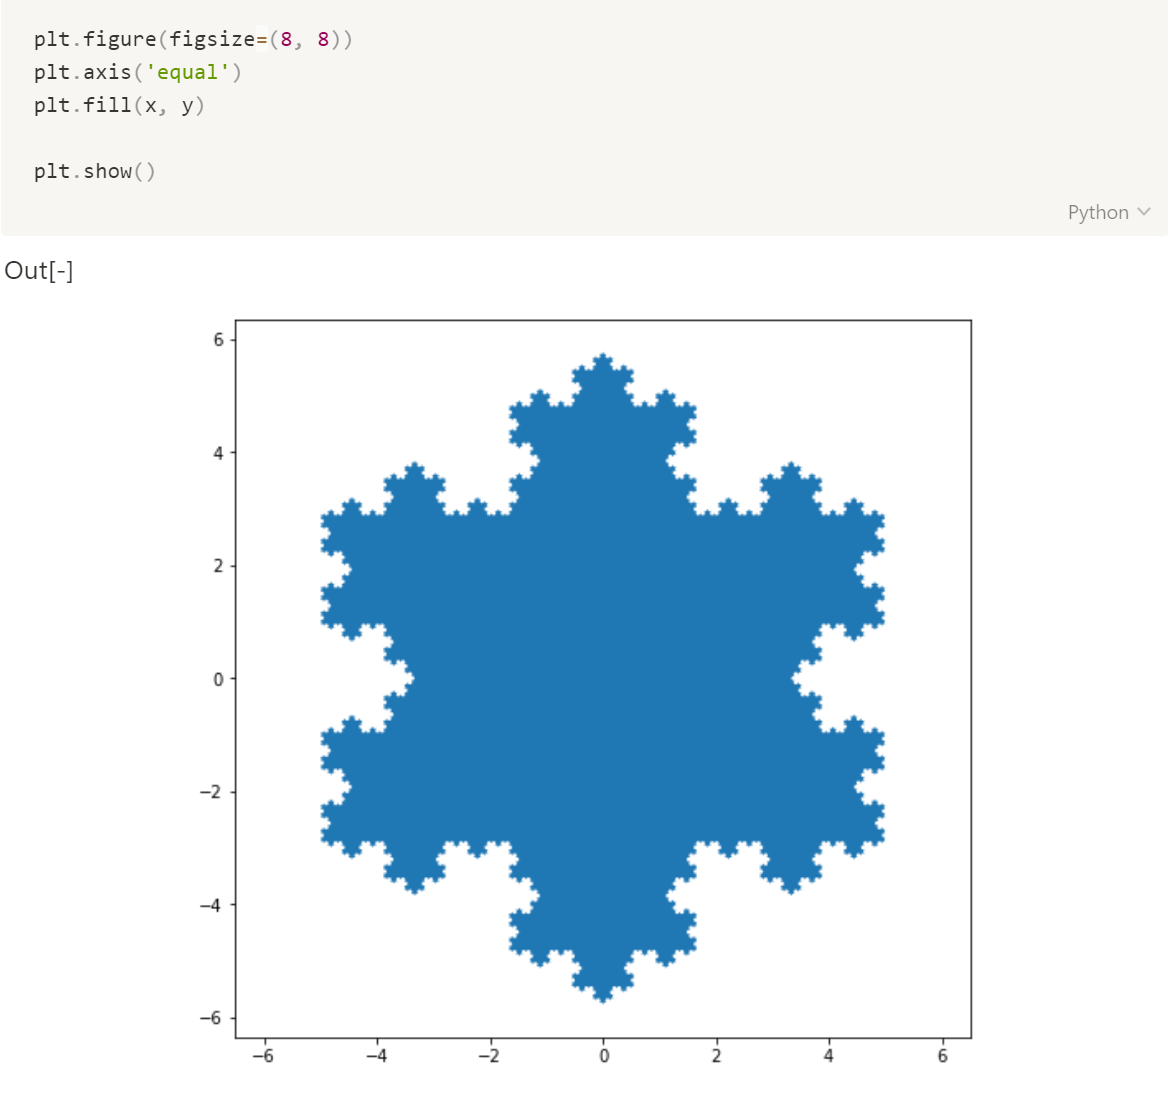 plt.figure(figsize=(8, 8))
plt.axis('equal')
plt.fill(x, y)
plt.show()
Python
Out[-]
6
4
2
0
−2
−4
−6
−6 −4 −2 0 2 4 6